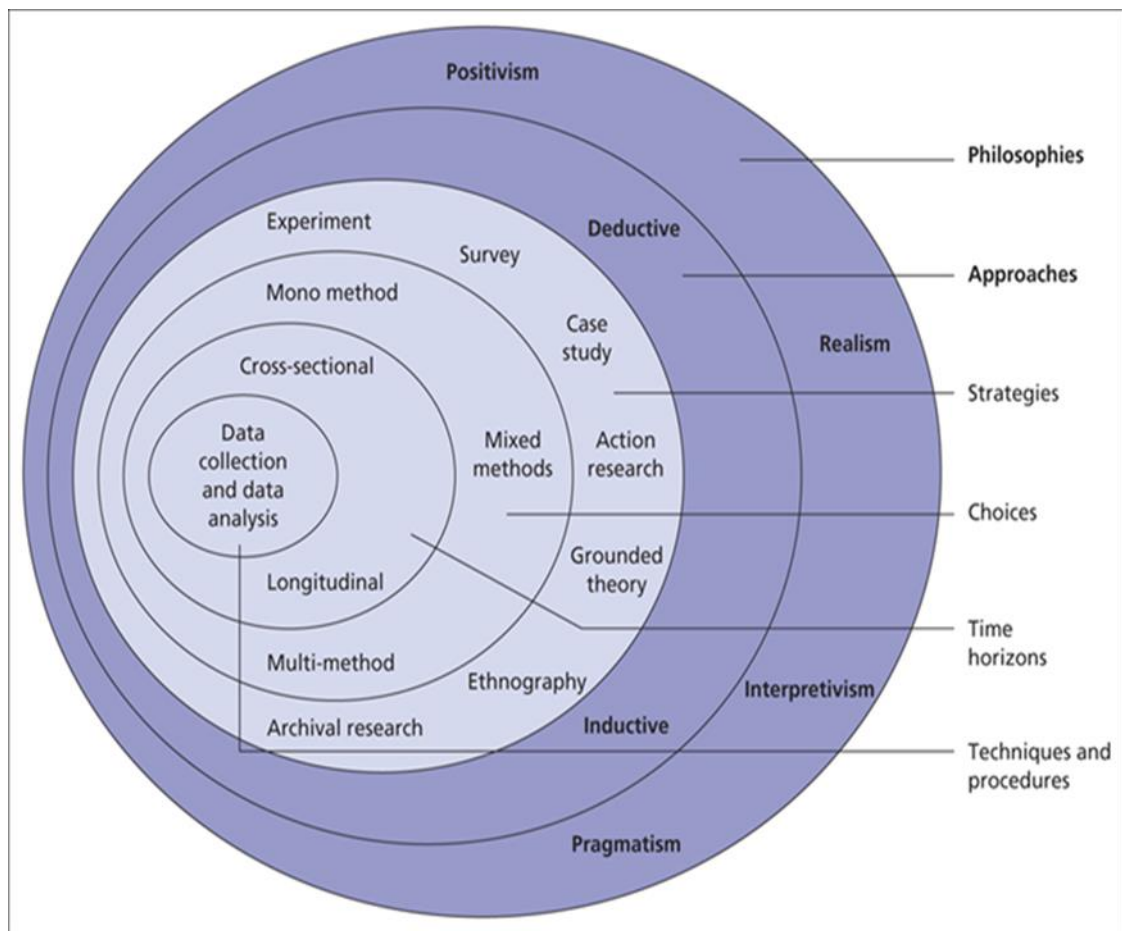 Positivism
Philosophies
Deductive
Approaches
Realism
Experiment
Survey
Case
study
Strategies
Mono method
Cross-sectional
Data
collection
and data
analysis
Mixed
methods
Action
research
Choices
Longitudinal
Grounded
theory
Time
horizons
Multi-method
Ethnography
Interpretivism
Archival research
Inductive
Techniques and
procedures
Pragmatism